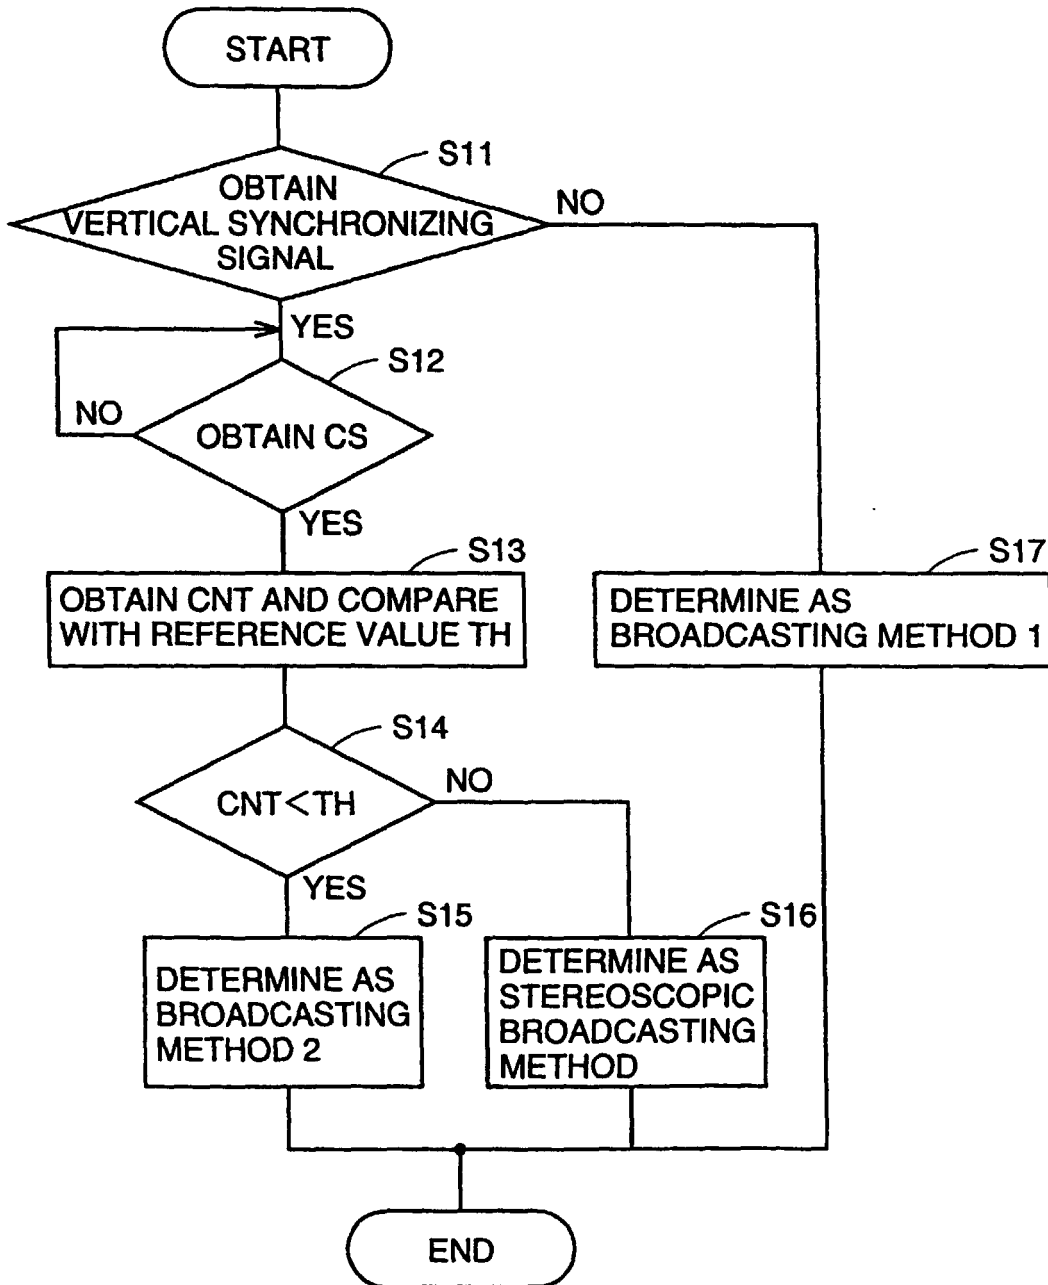 START
S11
OBTAIN
VERTICAL SYNCHRONIZING
SIGNAL
NO
YES
S12
NO
OBTAIN CS
YES
S13
OBTAIN CNT AND COMPARE
WITH REFERENCE VALUE TH
S17
DETERMINE AS
BROADCASTING METHOD 1
S14
NO
CNT<TH
YES
S15
DETERMINE AS
BROADCASTING
METHOD 2
S16
DETERMINE AS
STEREOSCOPIC
BROADCASTING
METHOD
END